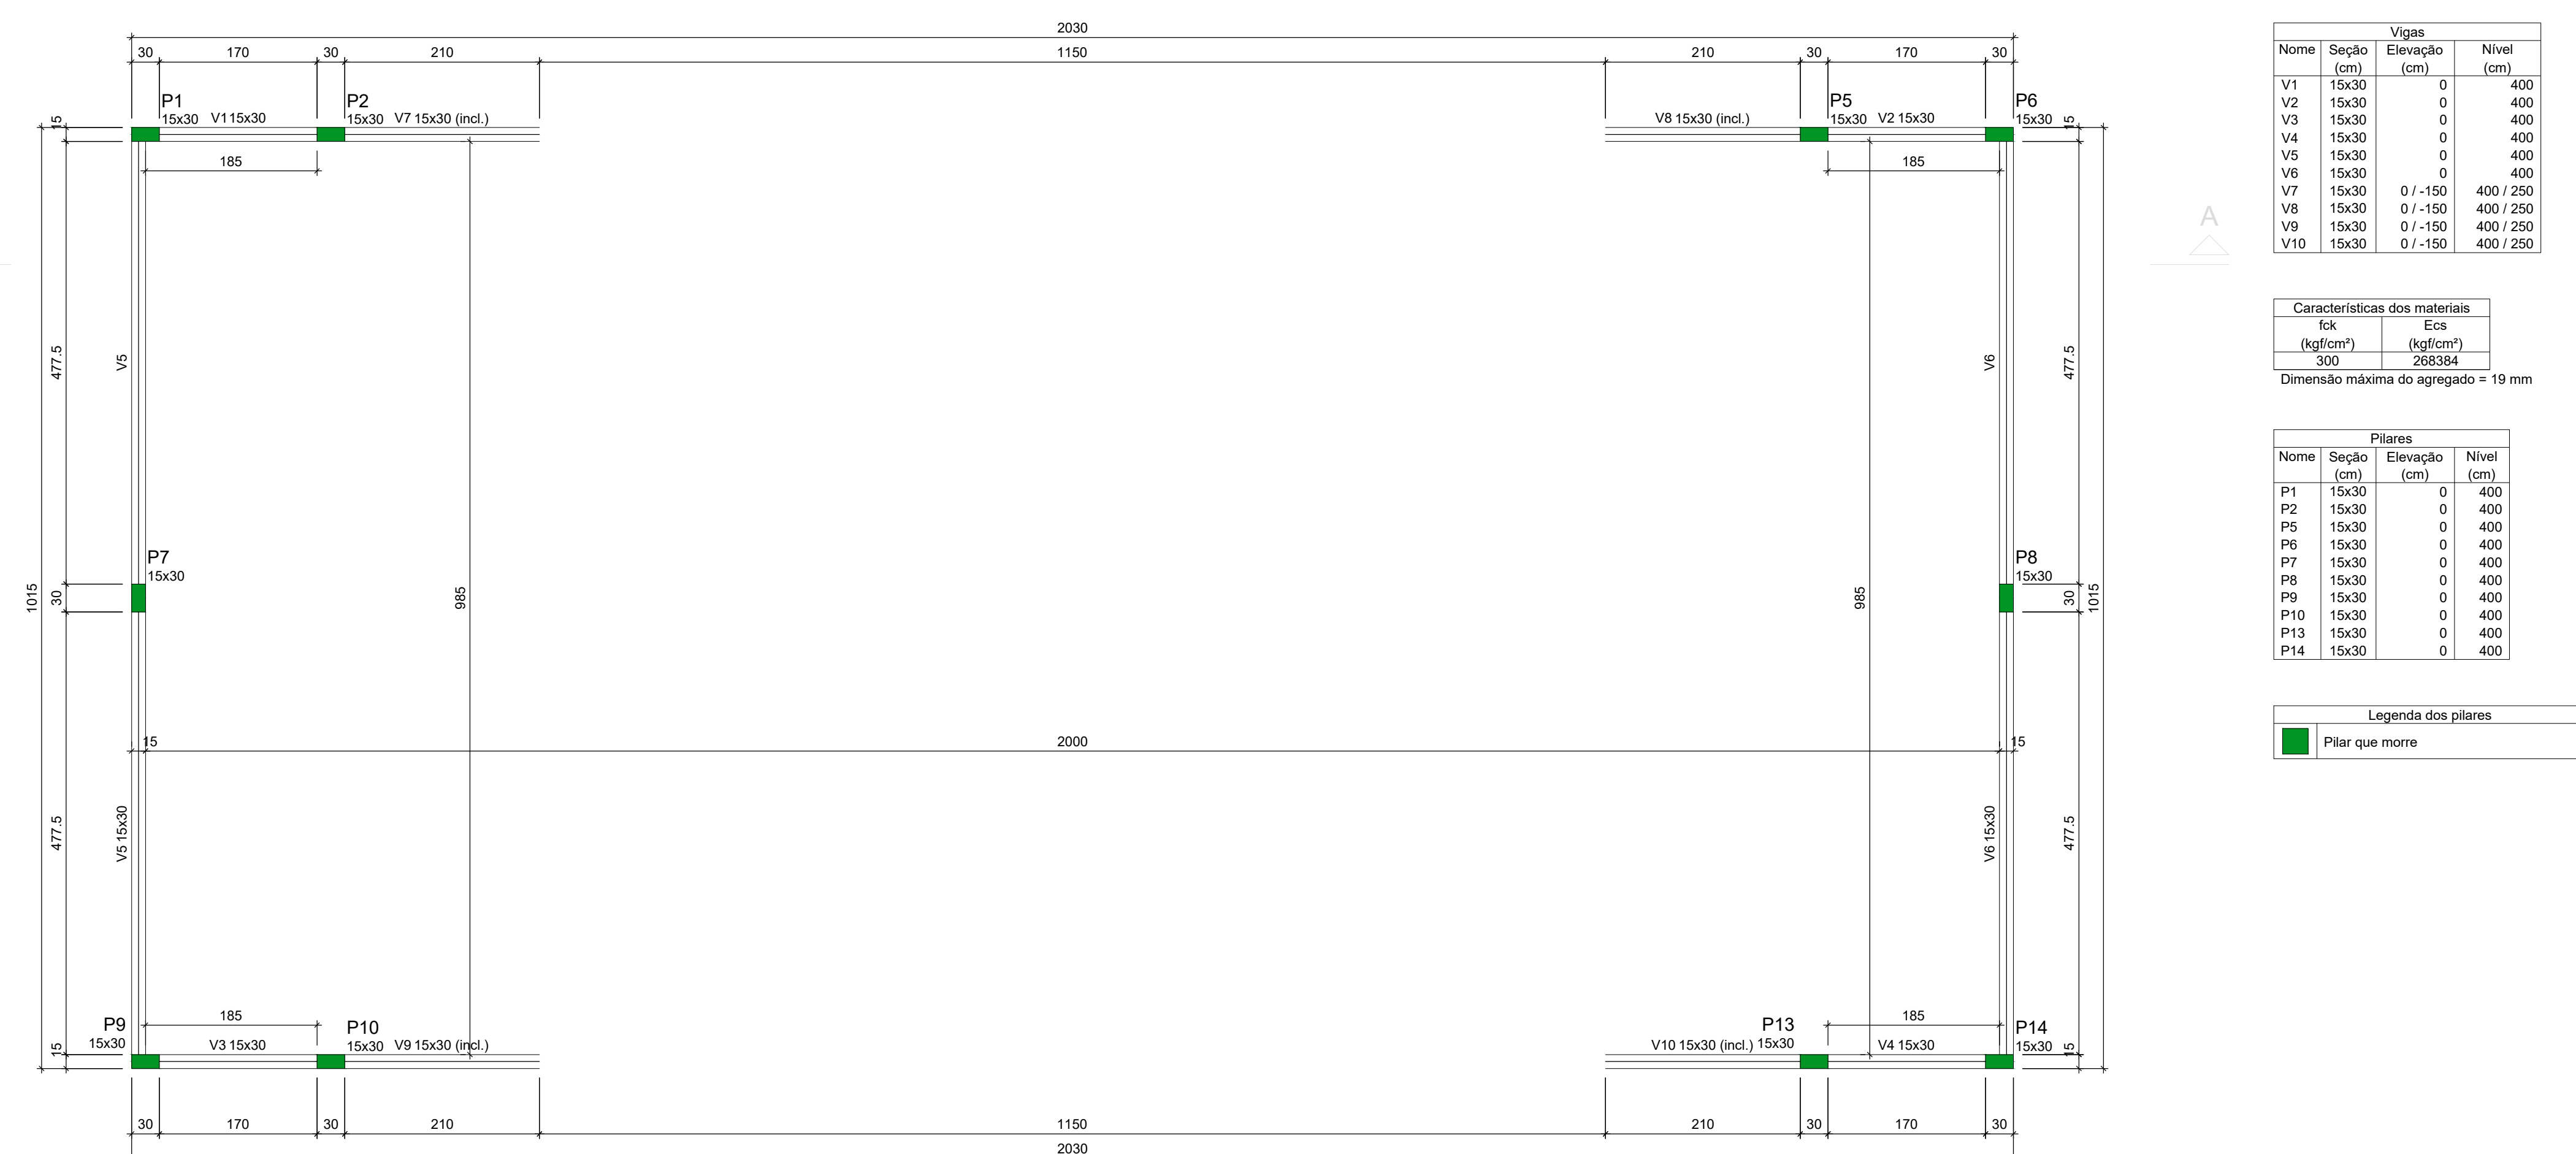 2030
30 170 30 210 1150 210 30 170 30
P1 P2 P5 P6
15x30 V1 15x30 15x30 V7 15x30 (incl.) V8 15x30 (incl.) 15x30 V2 15x30 15x30
15 15
185 185
477.5 V5 V6 477.5
P7 P8
15x30 15x30
1015 30 985 985 30 1015
15 2000 15
477.5 V5 15x30 V6 15x30 477.5
185 185
P9 P10 P13 P14
15x30 V3 15x30 15x30 V9 15x30 (incl.) V10 15x30 (incl.) 15x30 V4 15x30 15x30
15 15
30 170 30 210 1150 210 30 170 30
2030
A
Vigas
Nome Seção Elevação Nível
(cm) (cm) (cm)
V1 15x30 0 400
V2 15x30 0 400
V3 15x30 0 400
V4 15x30 0 400
V5 15x30 0 400
V6 15x30 0 400
V7 15x30 0 / -150 400 / 250
V8 15x30 0 / -150 400 / 250
V9 15x30 0 / -150 400 / 250
V10 15x30 0 / -150 400 / 250
Características dos materiais
fck Ecs
(kgf/cm²) (kgf/cm²)
300 268384
Dimensão máxima do agregado = 19 mm
Pilares
Nome Seção Elevação Nível
(cm) (cm) (cm)
P1 15x30 0 400
P2 15x30 0 400
P5 15x30 0 400
P6 15x30 0 400
P7 15x30 0 400
P8 15x30 0 400
P9 15x30 0 400
P10 15x30 0 400
P13 15x30 0 400
P14 15x30 0 400
Legenda dos pilares
Pilar que morre